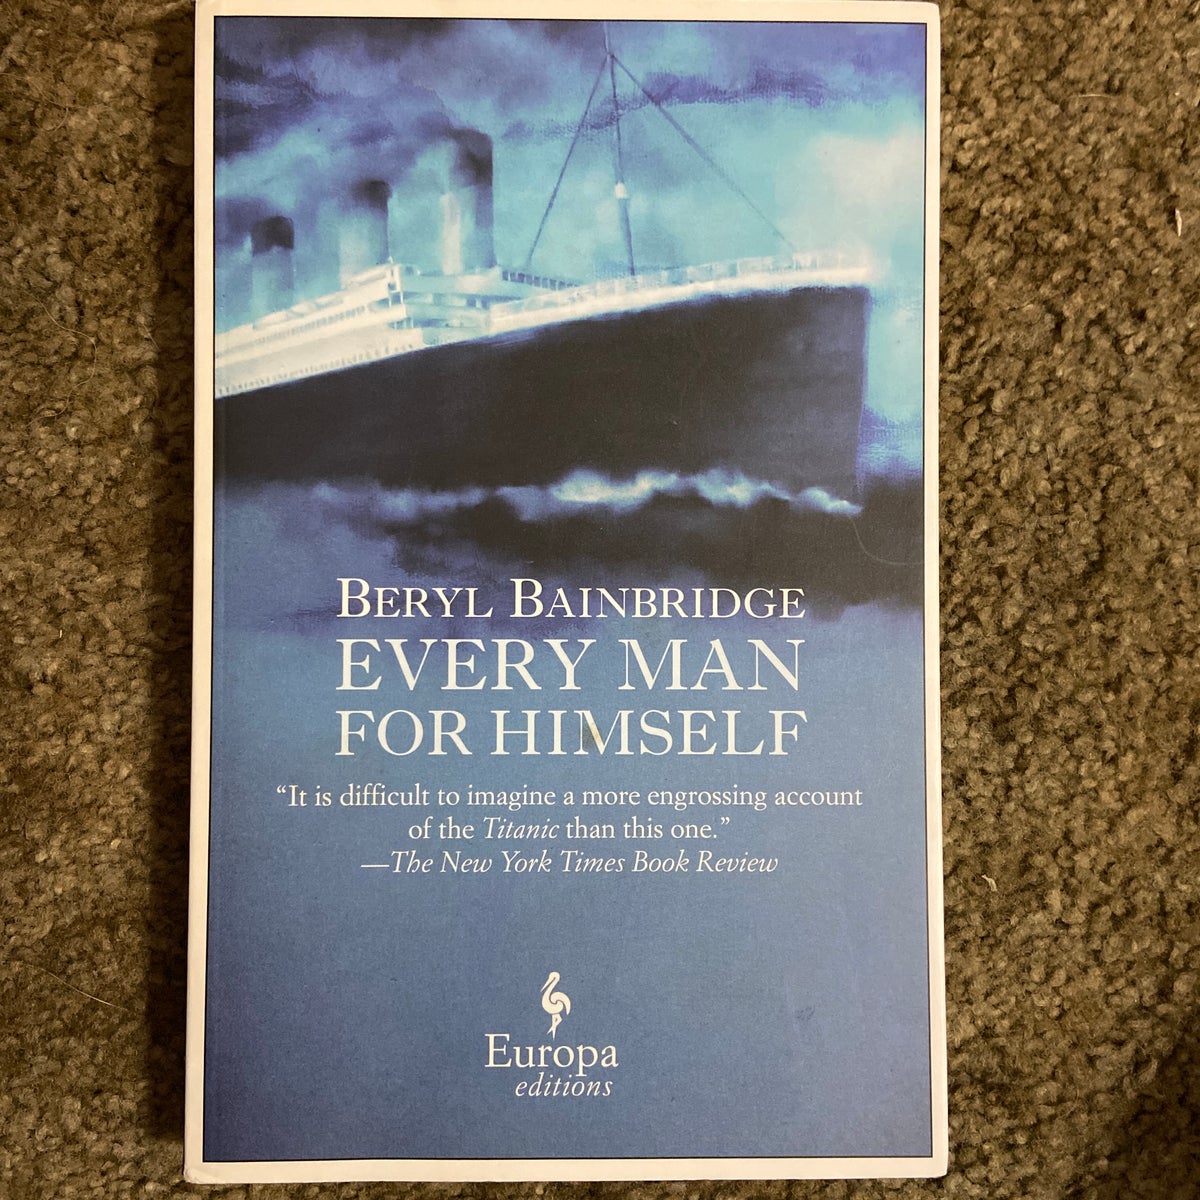 BERYL BAINBRIDGE
EVERY MAN
FOR HIMSELF
“It is difficult to imagine a more engrossing account
of the Titanic than this one.”
—The New York Times Book Review
Europa
editions